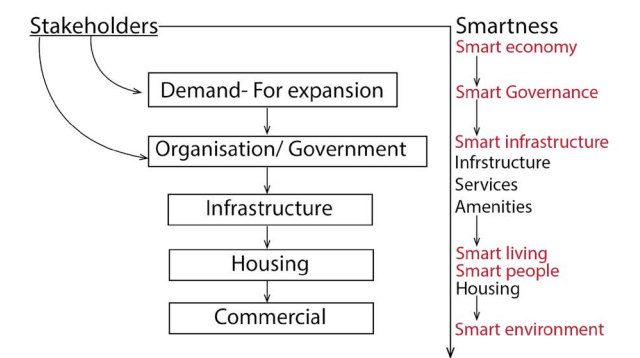 Stakeholders
Demand- For expansion
Organisation/ Government
Infrastructure
Housing
Commercial
Smartness
Smart economy
Smart Governance
Smart infrastructure
Infrstructure
Services
Amenities
Smart living
Smart people
Housing
Smart environment